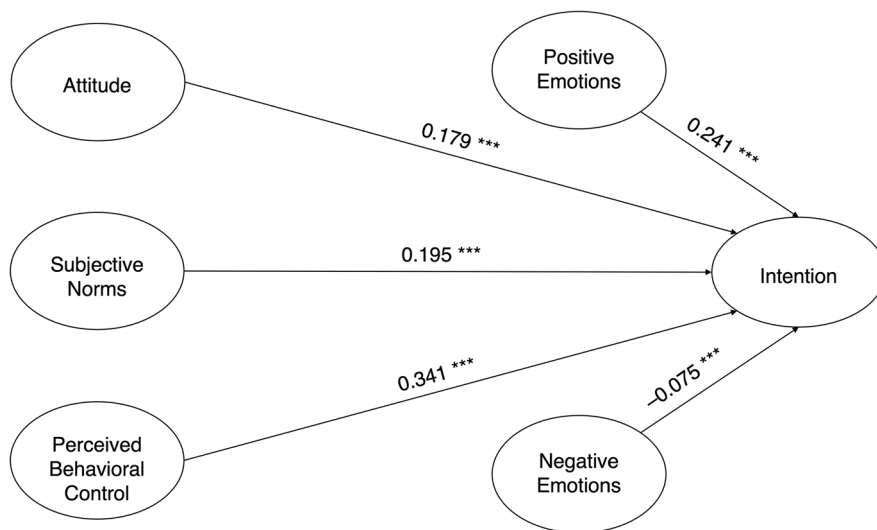 Attitude
Positive
Emotions
0.179 ***
0.241 ***
Subjective
Norms
0.195 ***
Intention
Perceived
Behavioral
Control
0.341 ***
–0.075 ***
Negative
Emotions